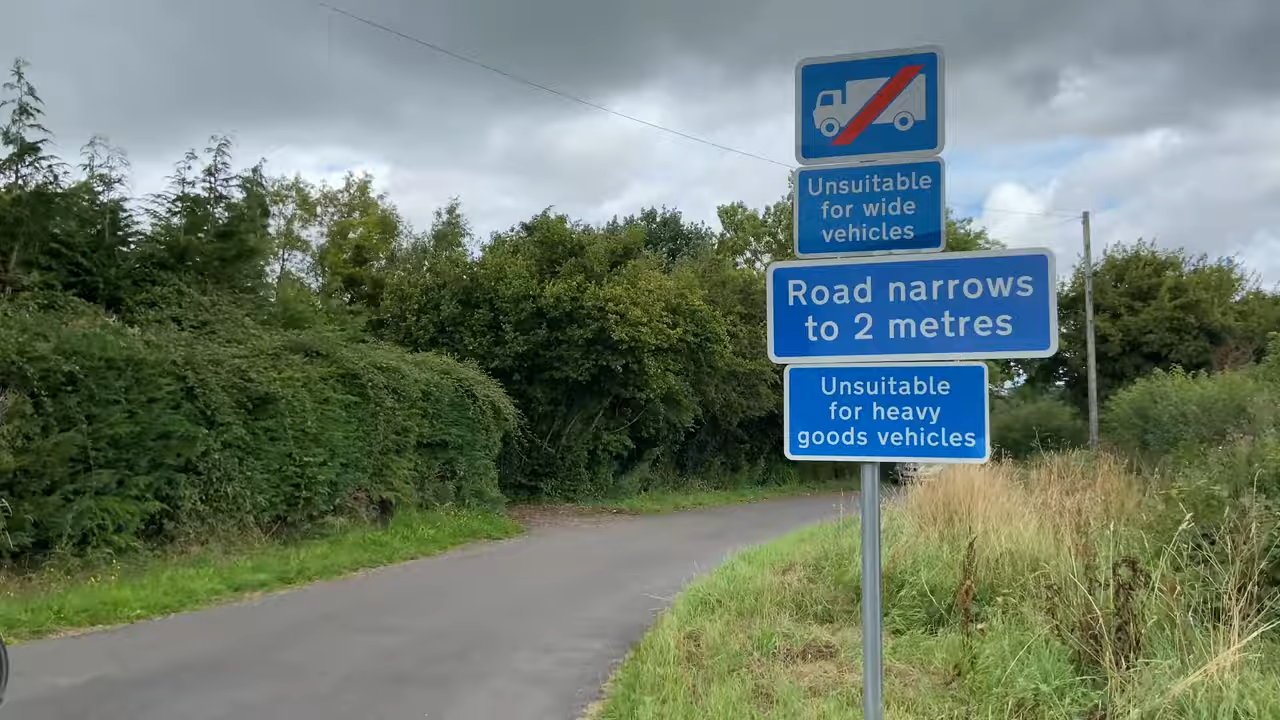 Unsuitable
for wide
vehicles
Road narrows
to 2 metres
Unsuitable
for heavy
goods vehicles